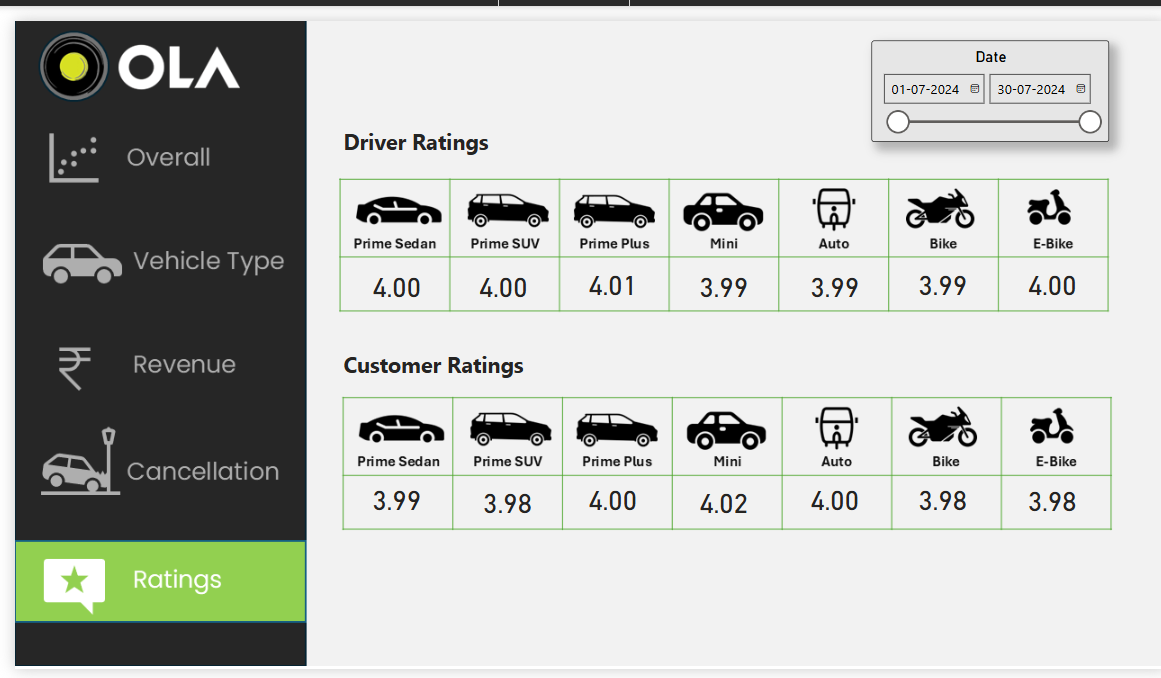 OLA
Overall
Vehicle Type
Revenue
Cancellation
Ratings
Date
01-07-2024 30-07-2024
Driver Ratings
Prime Sedan Prime SUV Prime Plus Mini Auto Bike E-Bike
4.00 4.00 4.01 3.99 3.99 3.99 4.00
Customer Ratings
Prime Sedan Prime SUV Prime Plus Mini Auto Bike E-Bike
3.99 3.98 4.00 4.02 4.00 3.98 3.98